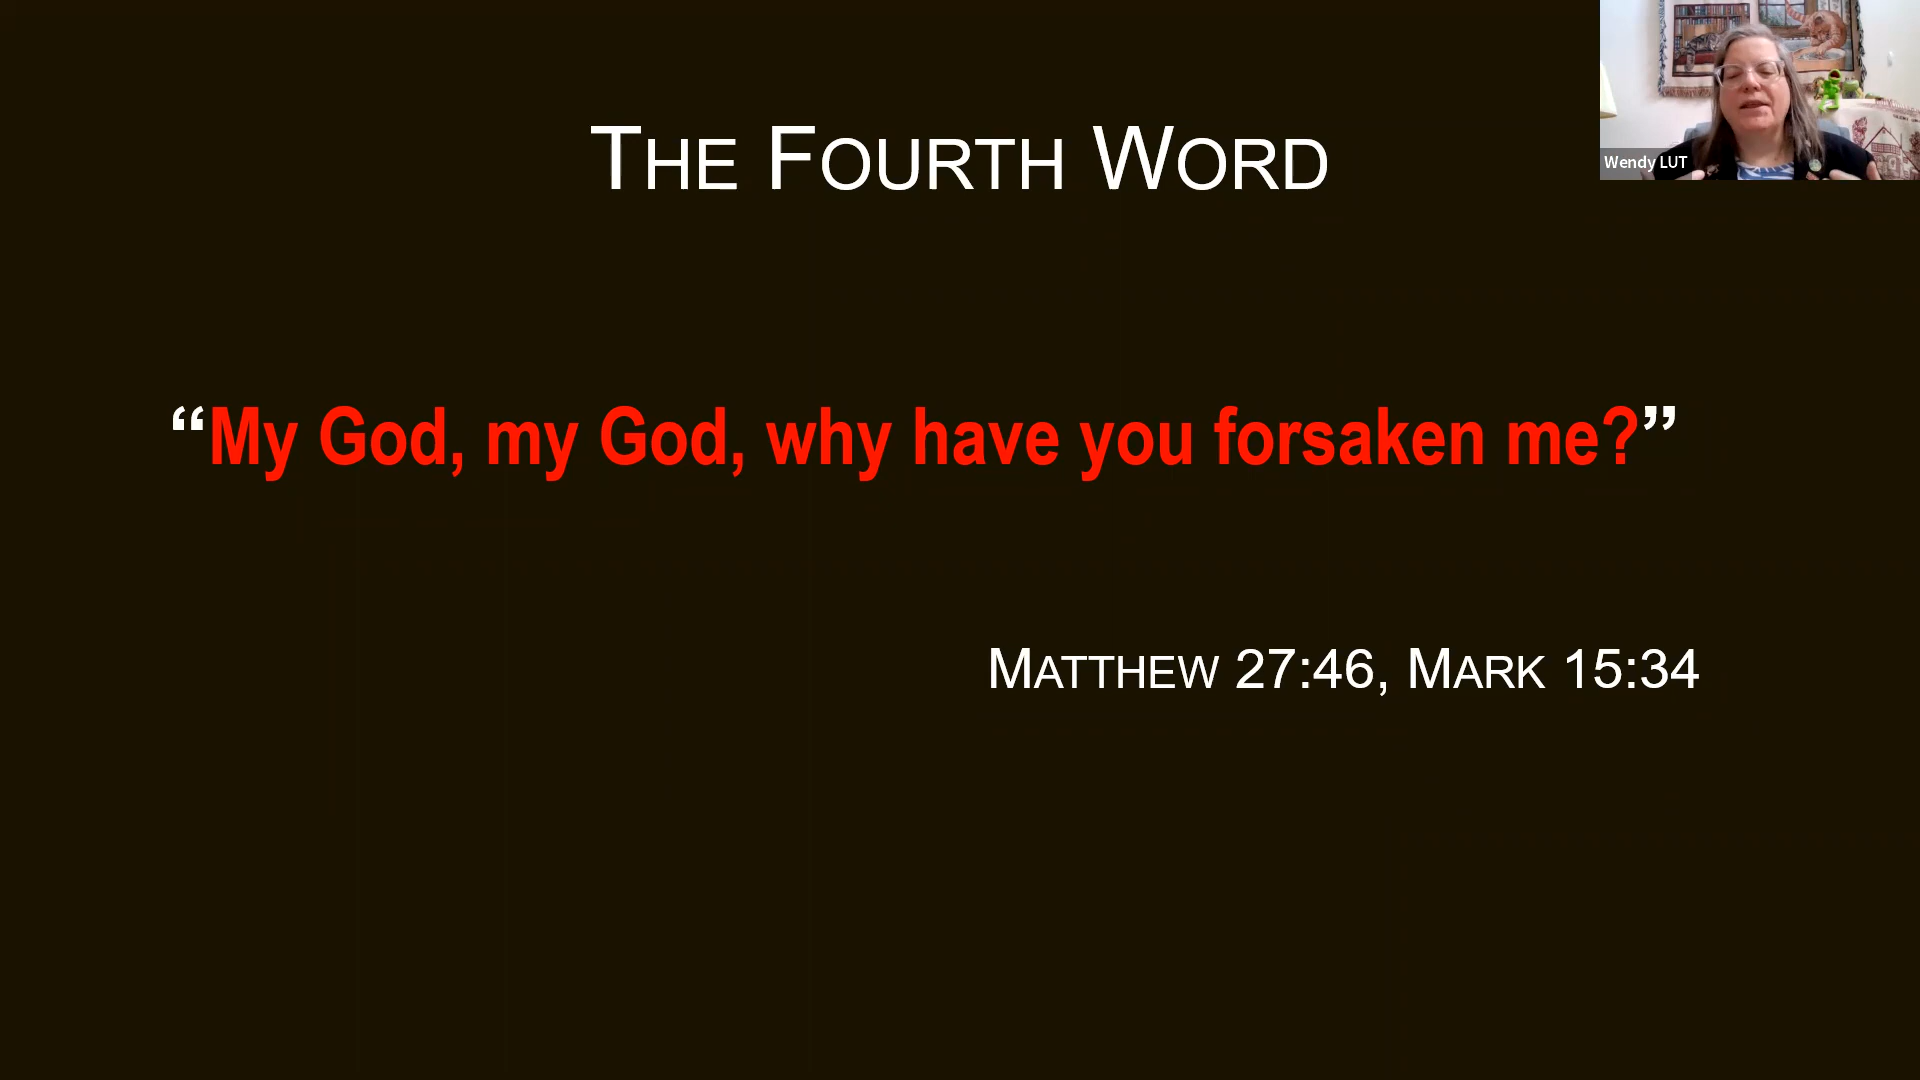 THE FOURTH WORD
Wendy LUT
“My God, my God, why have you forsaken me?”
MATTHEW 27:46, MARK 15:34